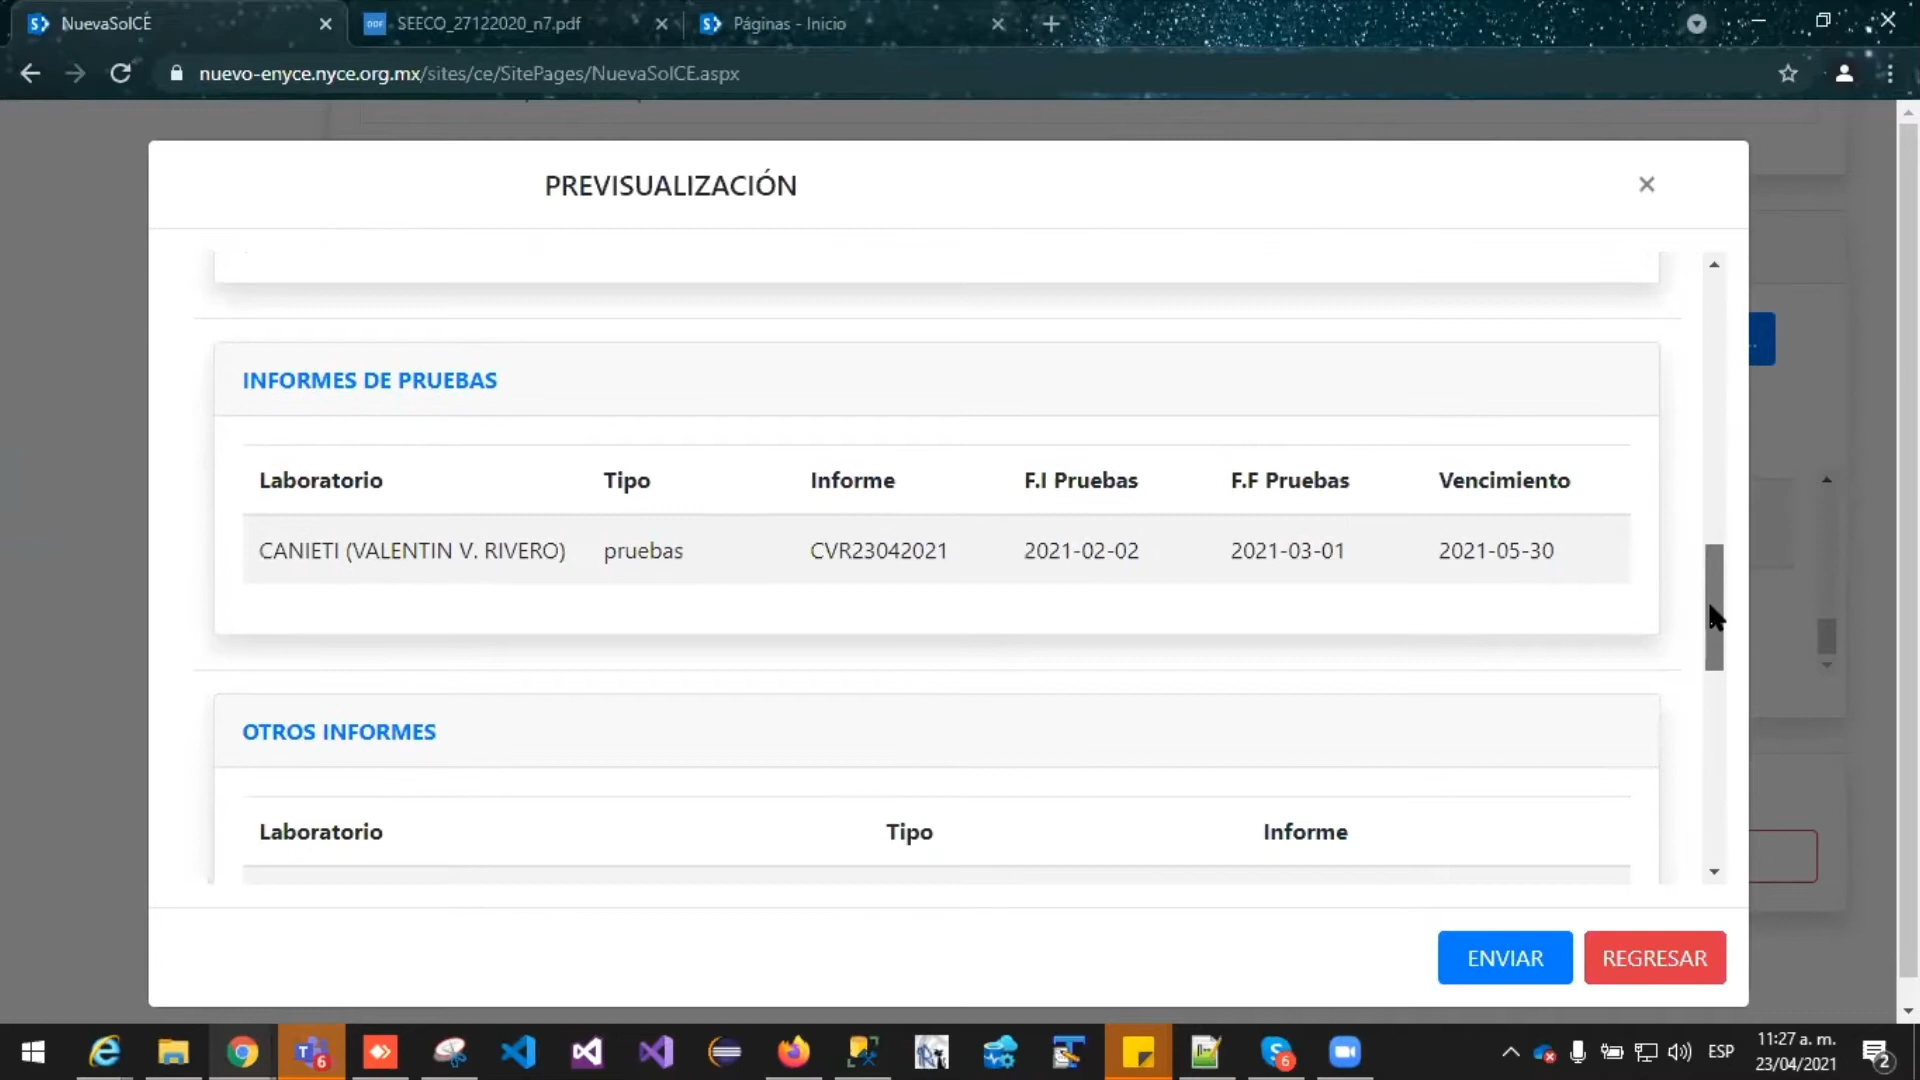 NuevaSolCE
SEECO_27122020_n7.pdf
Páginas - Inicio
nuevo-enyce.nyce.org.mx/sites/ce/SitePages/NuevaSolCE.aspx
PREVISUALIZACIÓN
INFORMES DE PRUEBAS
Laboratorio Tipo Informe F.I Pruebas F.F Pruebas Vencimiento
CANIETI (VALENTIN V. RIVERO) pruebas CVR23042021 2021-02-02 2021-03-01 2021-05-30
OTROS INFORMES
Laboratorio Tipo Informe
ENVIAR REGRESAR
ESP
11:27 a. m.
23/04/2021